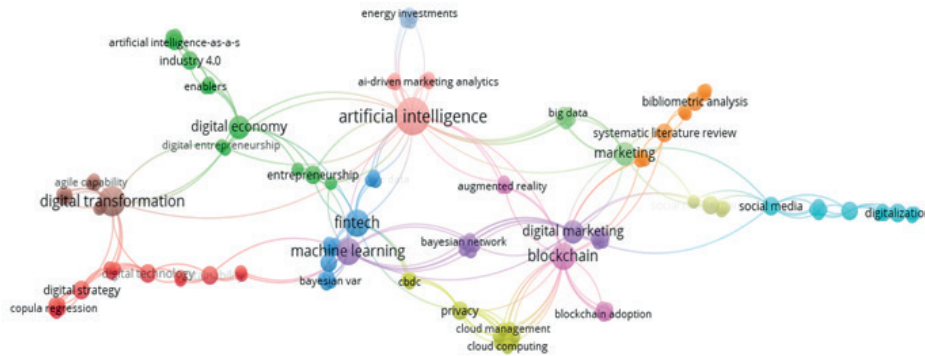 energy investments
artificial intelligence-as-a-s
industry 4.0
ai-driven marketing analytics
enablers
bibliometric analysis
artificial intelligence
big data
digital economy
systematic literature review
digital entrepreneurship
marketing
entrepreneurship
agile capability
augmented reality
digital transformation
social media
digitalization
fintech
digital marketing
bayesian network
machine learning
blockchain
digital technology
bayesian var
cbdc
digital strategy
copula regression
privacy
blockchain adoption
cloud management
cloud computing